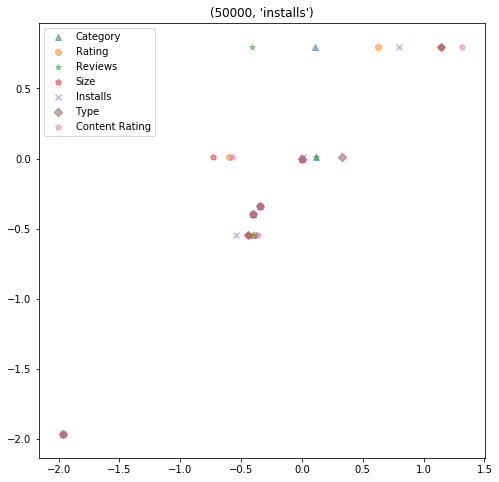 (50000, 'installs')
Category
Rating
Reviews
Size
Installs
Type
Content Rating
0.5
0.0
−0.5
−1.0
−1.5
−2.0
−2.0 −1.5 −1.0 −0.5 0.0 0.5 1.0 1.5